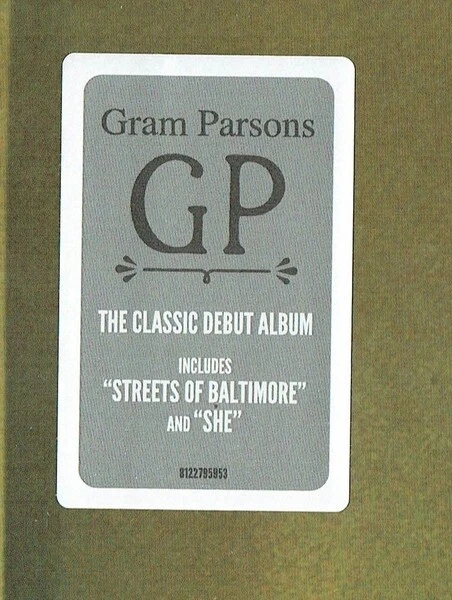 Gram Parsons
GP
THE CLASSIC DEBUT ALBUM
INCLUDES
“STREETS OF BALTIMORE”
AND “SHE”
8122795953